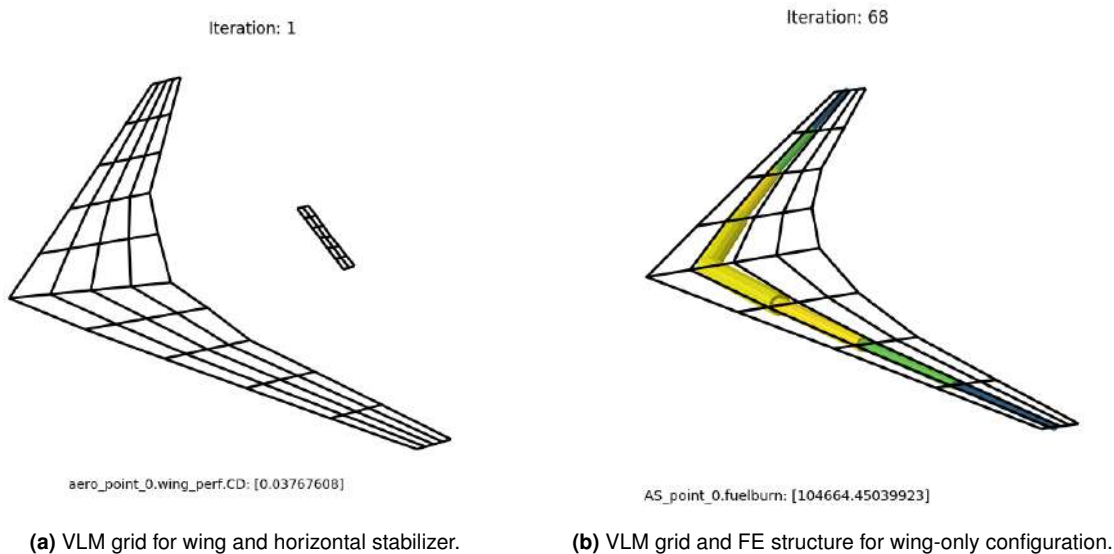 Iteration: 1
Iteration: 68
aero_point_0.wing_perf.CD: [0.03767608]
AS_point_0.fuelburn: [104664.45039923]
(a) VLM grid for wing and horizontal stabilizer.
(b) VLM grid and FE structure for wing-only configuration.